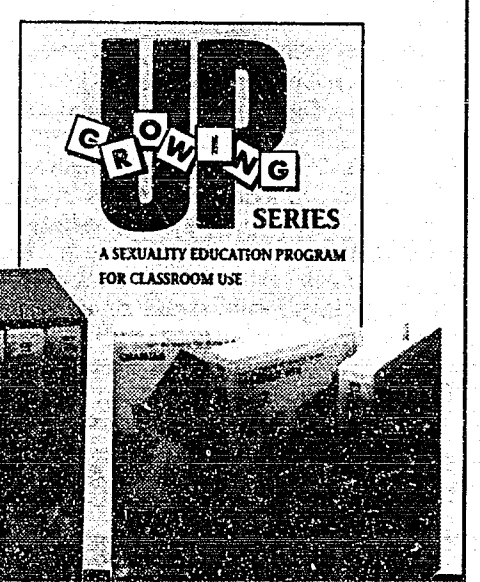 UP
GROWING
SERIES
A SEXUALITY EDUCATION PROGRAM
FOR CLASSROOM USE